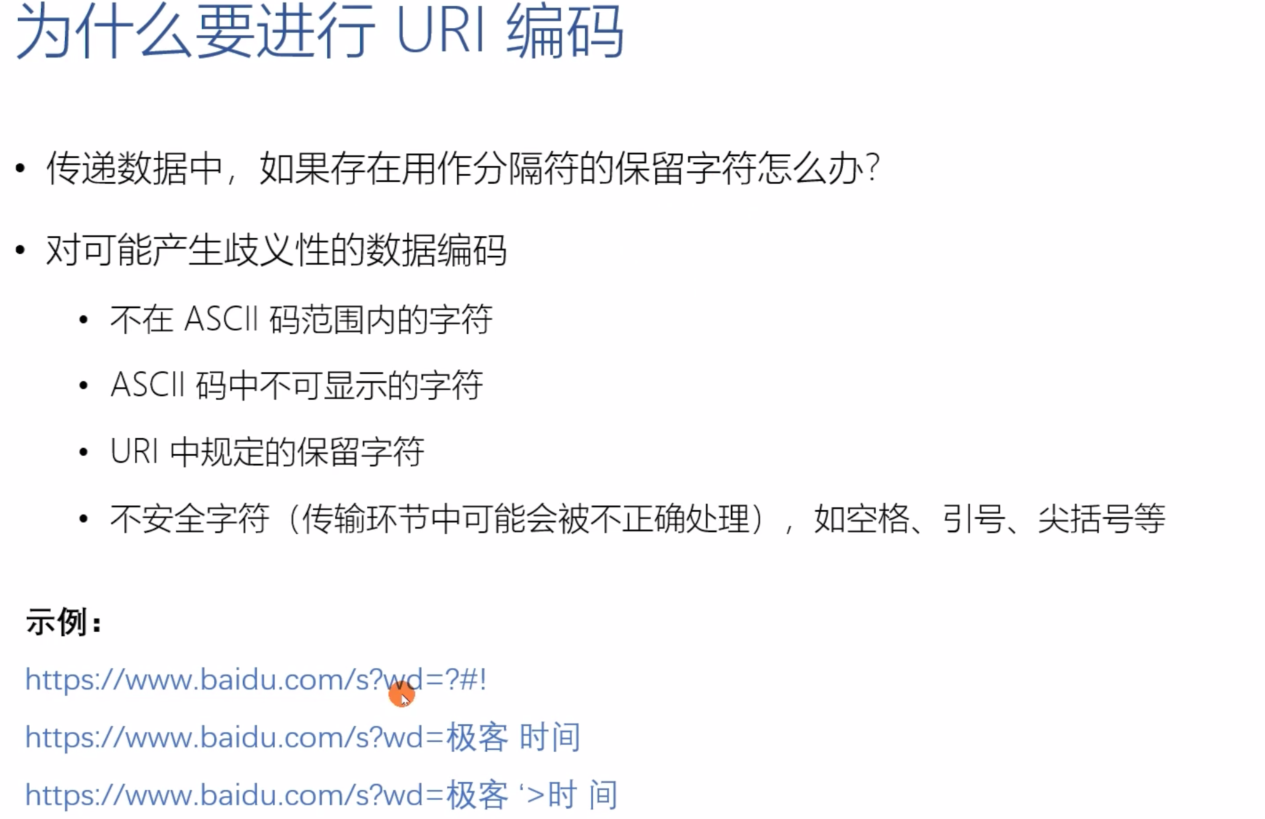 为什么要进行 URI 编码
• 传递数据中，如果存在用作分隔符的保留字符怎么办？
• 对可能产生歧义性的数据编码
• 不在 ASCII 码范围内的字符
• ASCII 码中不可显示的字符
• URI 中规定的保留字符
• 不安全字符（传输环节中可能会被不正确处理），如空格、引号、尖括号等
示例：
https://www.baidu.com/s?wd=?#!
https://www.baidu.com/s?wd=极客 时间
https://www.baidu.com/s?wd=极客 ‘>时 间